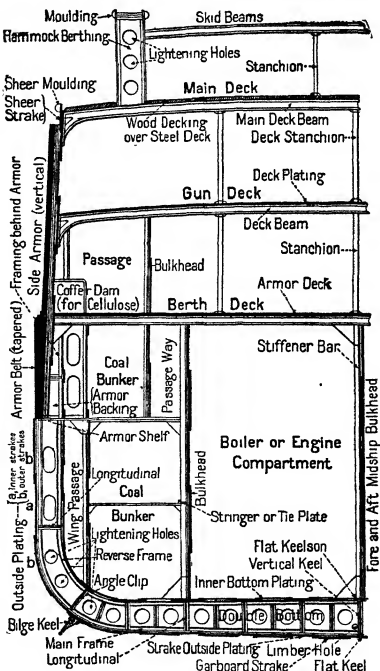 Moulding
Skid Beams
Hammock Berthing
Lightening Holes
Stanchion
Main Deck
Sheer Moulding
Sheer
Strake
Wood Decking
over Steel Deck
Main Deck Beam
Deck Stanchion
Framing behind Armor
Side Armor (vertical)
Deck Plating
Gun Deck
Deck Beam
Passage
Bulkhead
Stanchion
Coffer Dam
(for Cellulose)
Armor Deck
Berth Deck
Armor Belt (tapered)
Stiffener Bar
Coal
Bunker
Armor
Backing
Passage Way
Armor Shelf
Boiler or Engine
Compartment
Fore and Aft Midship Bulkhead
Outside Plating
a, inner strakes
b, outer strakes
b
a
b
Wing Passage
Longitudinal
Coal
Bulkhead
Bunker
Stringer or Tie Plate
Lightening Holes
Reverse Frame
Flat Keelson
Vertical Keel
Angle Clip
Inner Bottom Plating
Bilge Keel
Double Bottom
Main Frame
Longitudinal
Strake Outside Plating
Limber Hole
Garboard Strake
Flat Keel